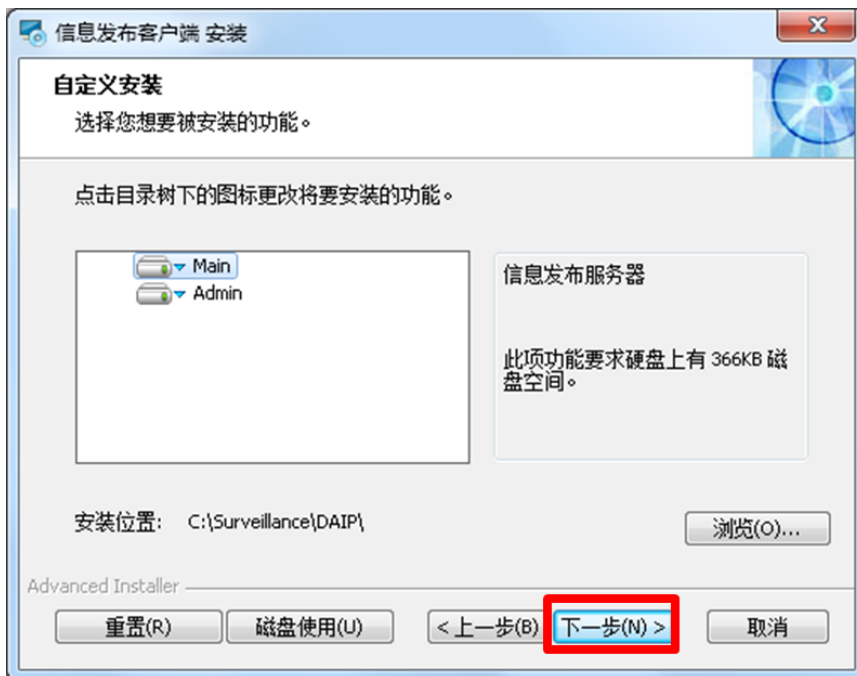 信息发布客户端 安装
自定义安装
选择您想要被安装的功能。
点击目录树下的图标更改将要安装的功能。
Main
Admin
信息发布服务器
此项功能要求硬盘上有 366KB 磁
盘空间。
安装位置: C:\Surveillance\DAIP\
浏览(O)...
Advanced Installer
重置(R) 磁盘使用(U) < 上一步(B) 下一步(N) > 取消